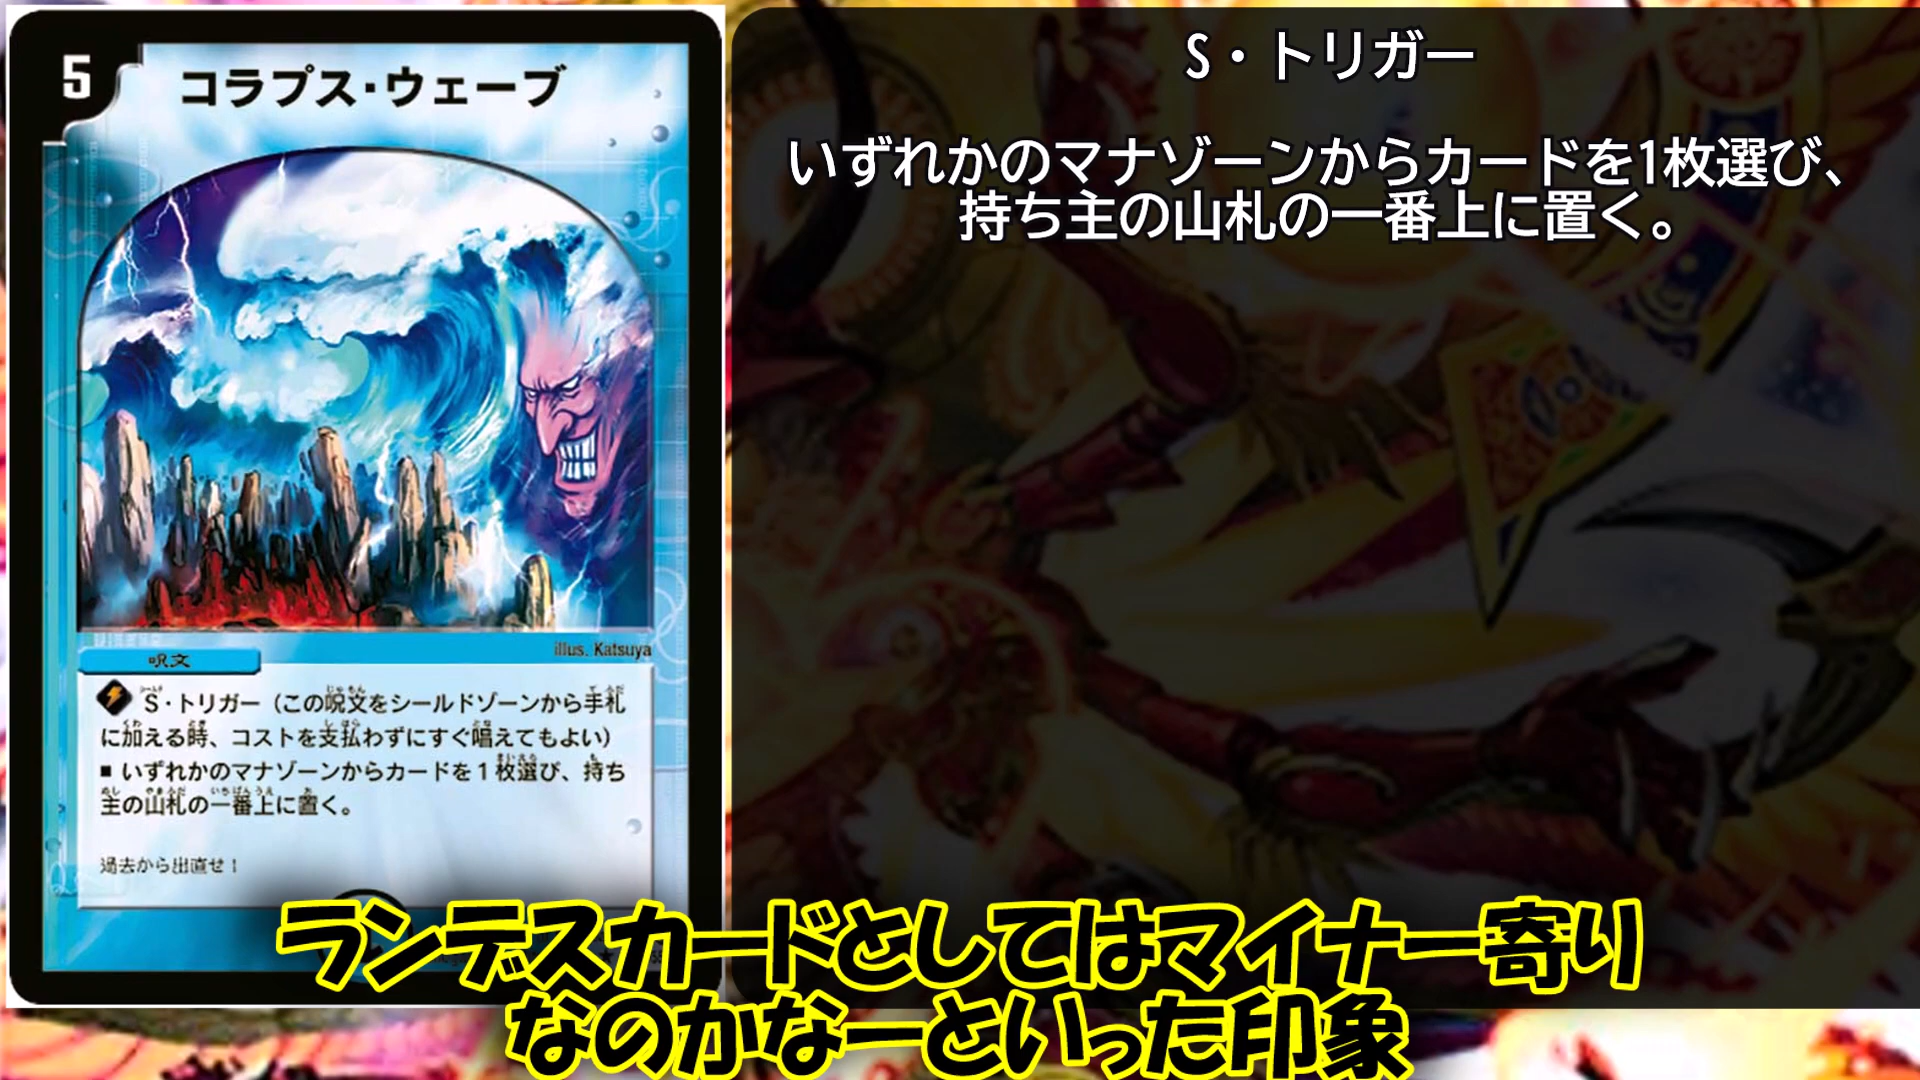 5
コラプス・ウェーブ
illus. Katsuya
呪文
S・トリガー（この呪文をシールドゾーンから手札
に加える時、コストを支払わずにすぐ唱えてもよい）
■ いずれかのマナゾーンからカードを1枚選び、持ち
主の山札の一番上に置く。
過去から出直せ！
S・トリガー
いずれかのマナゾーンからカードを1枚選び、
持ち主の山札の一番上に置く。
ランデスカードとしてはマイナー寄り
なのかなーといった印象